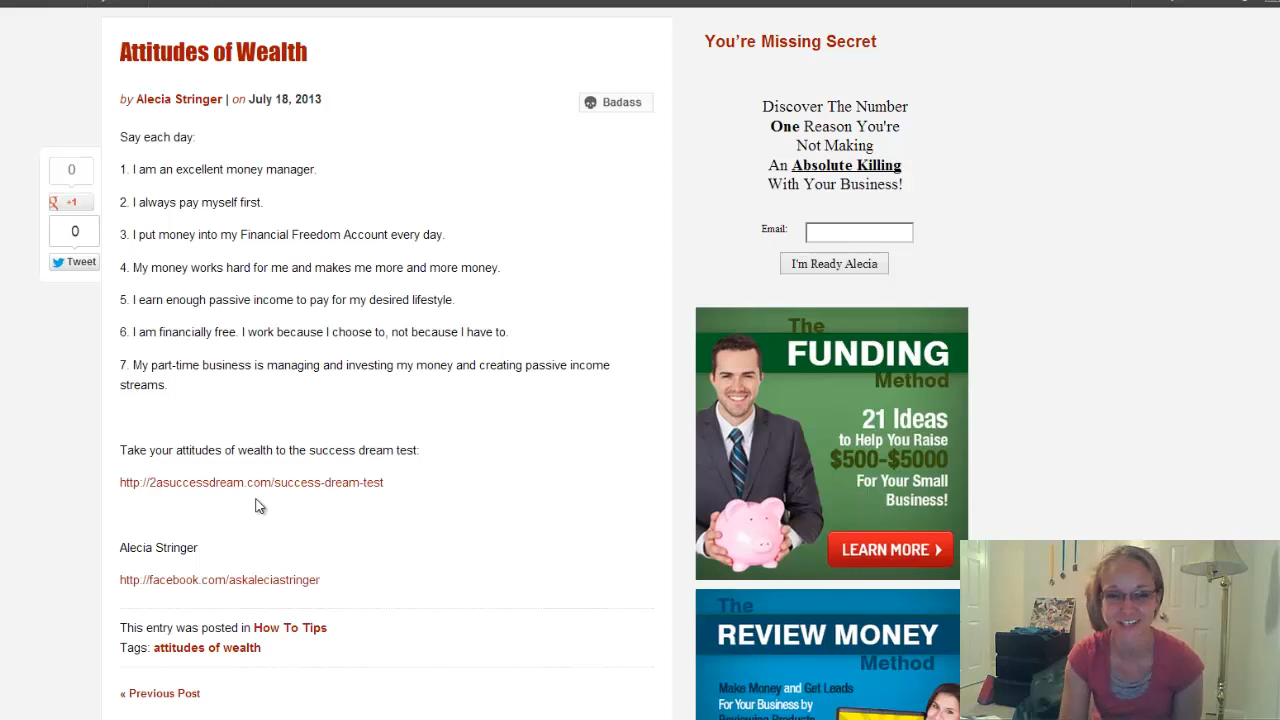 Attitudes of Wealth
by Alecia Stringer | on July 18, 2013
Badass
Say each day:
1. I am an excellent money manager.
2. I always pay myself first.
3. I put money into my Financial Freedom Account every day.
4. My money works hard for me and makes me more and more money.
5. I earn enough passive income to pay for my desired lifestyle.
6. I am financially free. I work because I choose to, not because I have to.
7. My part-time business is managing and investing my money and creating passive income
streams.
Take your attitudes of wealth to the success dream test:
http://2asuccessdream.com/success-dream-test
Alecia Stringer
http://facebook.com/askaleciastringer
This entry was posted in How To Tips
Tags: attitudes of wealth
« Previous Post
0
+1
0
Tweet
You're Missing Secret
Discover The Number
One Reason You're
Not Making
An Absolute Killing
With Your Business!
Email:
I'm Ready Alecia
The
FUNDING
Method
21 Ideas
to Help You Raise
$500-$5000
For Your Small
Business!
LEARN MORE
The
REVIEW MONEY
Method
Make Money and Get Leads
For Your Business by
Reviewing Products